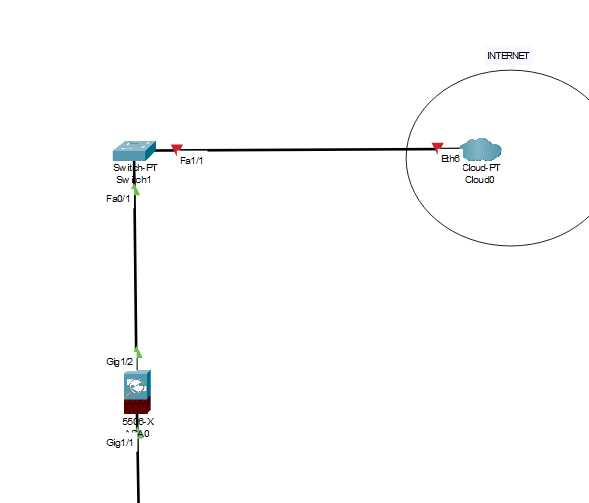 INTERNET
Fa1/1
Eth6
Switch-PT
Switch1
Cloud-PT
Cloud0
Fa0/1
Gig1/2
5506-X
Gig1/1